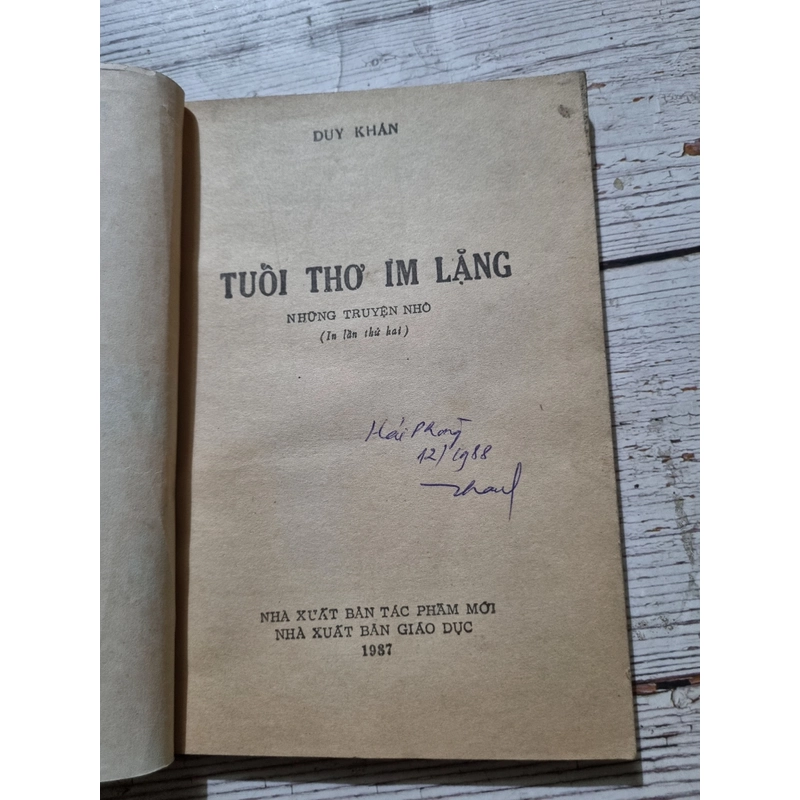 DUY KHÁN
TUỔI THƠ IM LẶNG
NHỮNG TRUYỆN NHỎ
(In lần thứ hai)
Hải Phòng
12/1988
NHÀ XUẤT BẢN TÁC PHẨM MỚI
NHÀ XUẤT BẢN GIÁO DỤC
1987